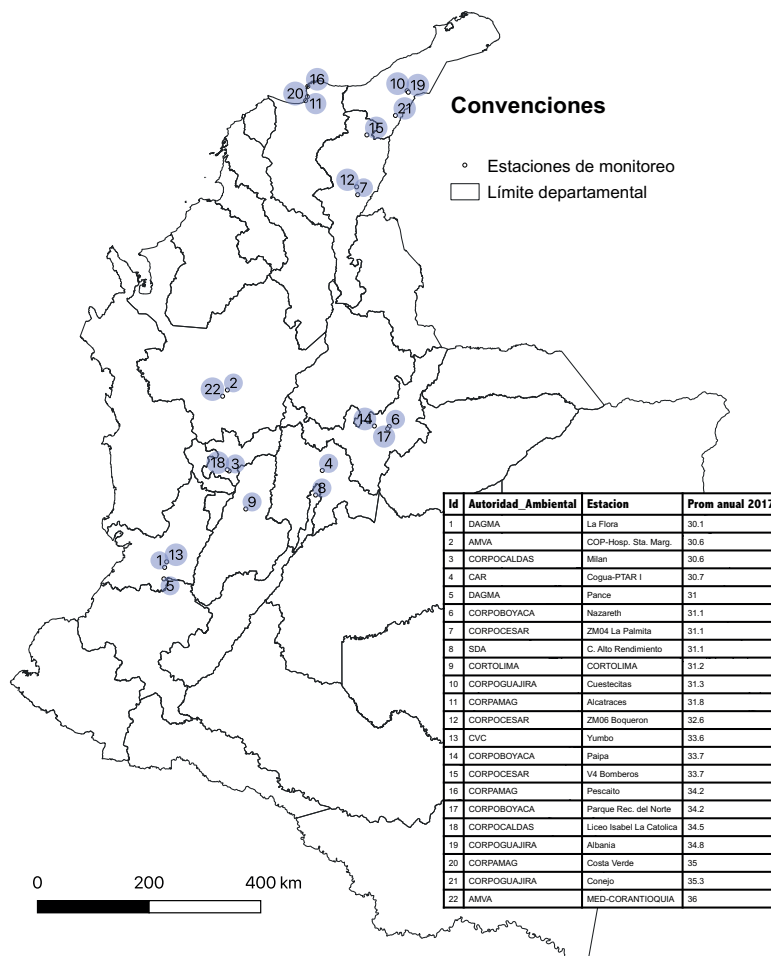 16
10
19
20
11
21
Convenciones
15
Estaciones de monitoreo
12
7
Límite departamental
2
22
14
6
17
18
3
4
8
9
1
13
5
Id Autoridad_Ambiental Estacion Prom anual 2017
1 DAGMA La Flora 30.1
2 AMVA COP-Hosp. Sta. Marg. 30.6
3 CORPOCALDAS Milan 30.6
4 CAR Cogua-PTAR I 30.7
5 DAGMA Pance 31
6 CORPOBOYACA Nazareth 31.1
7 CORPOCESAR ZM04 La Palmita 31.1
8 SDA C. Alto Rendimiento 31.1
9 CORTOLIMA CORTOLIMA 31.2
10 CORPOGUAJIRA Cuestecitas 31.3
11 CORPAMAG Alcatraces 31.8
12 CORPOCESAR ZM06 Boqueron 32.6
13 CVC Yumbo 33.6
14 CORPOBOYACA Paipa 33.7
15 CORPOCESAR V4 Bomberos 33.7
16 CORPAMAG Pescaito 34.2
17 CORPOBOYACA Parque Rec. del Norte 34.2
18 CORPOCALDAS Liceo Isabel La Catolica 34.5
19 CORPOGUAJIRA Albania 34.8
20 CORPAMAG Costa Verde 35
21 CORPOGUAJIRA Conejo 35.3
22 AMVA MED-CORANTIOQUIA 36
0 200 400 km